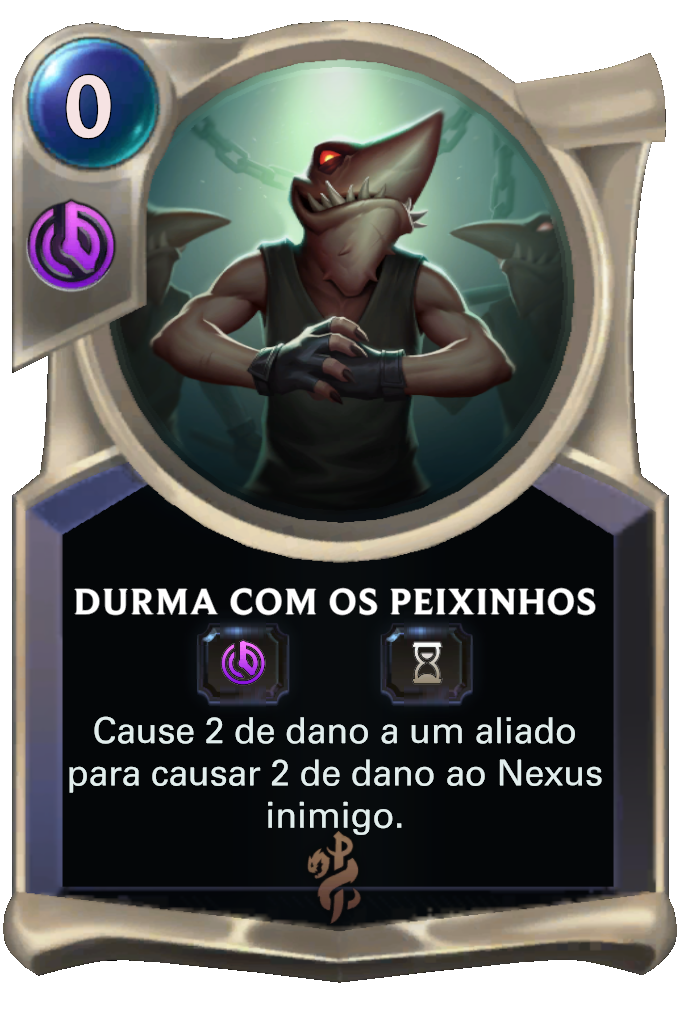 0
DURMA COM OS PEIXINHOS
Cause 2 de dano a um aliado
para causar 2 de dano ao Nexus
inimigo.